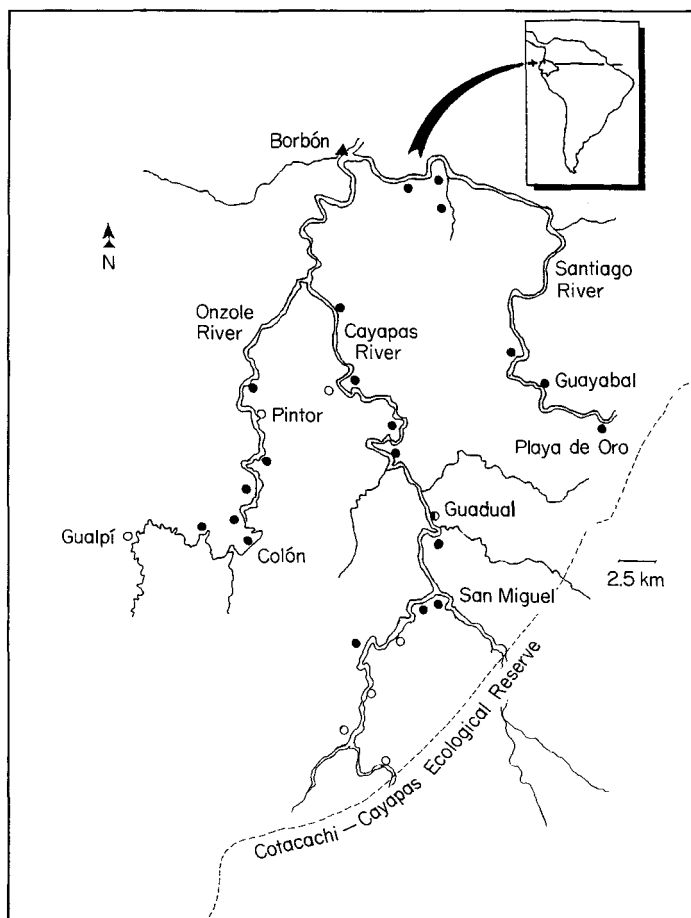 Borbón
N
Santiago
River
Onzole
River
Cayapas
River
Guayabal
Pintor
Playa de Oro
Guadual
Gualpí
Colón
2.5 km
San Miguel
Cotacachi — Cayapas Ecological Reserve